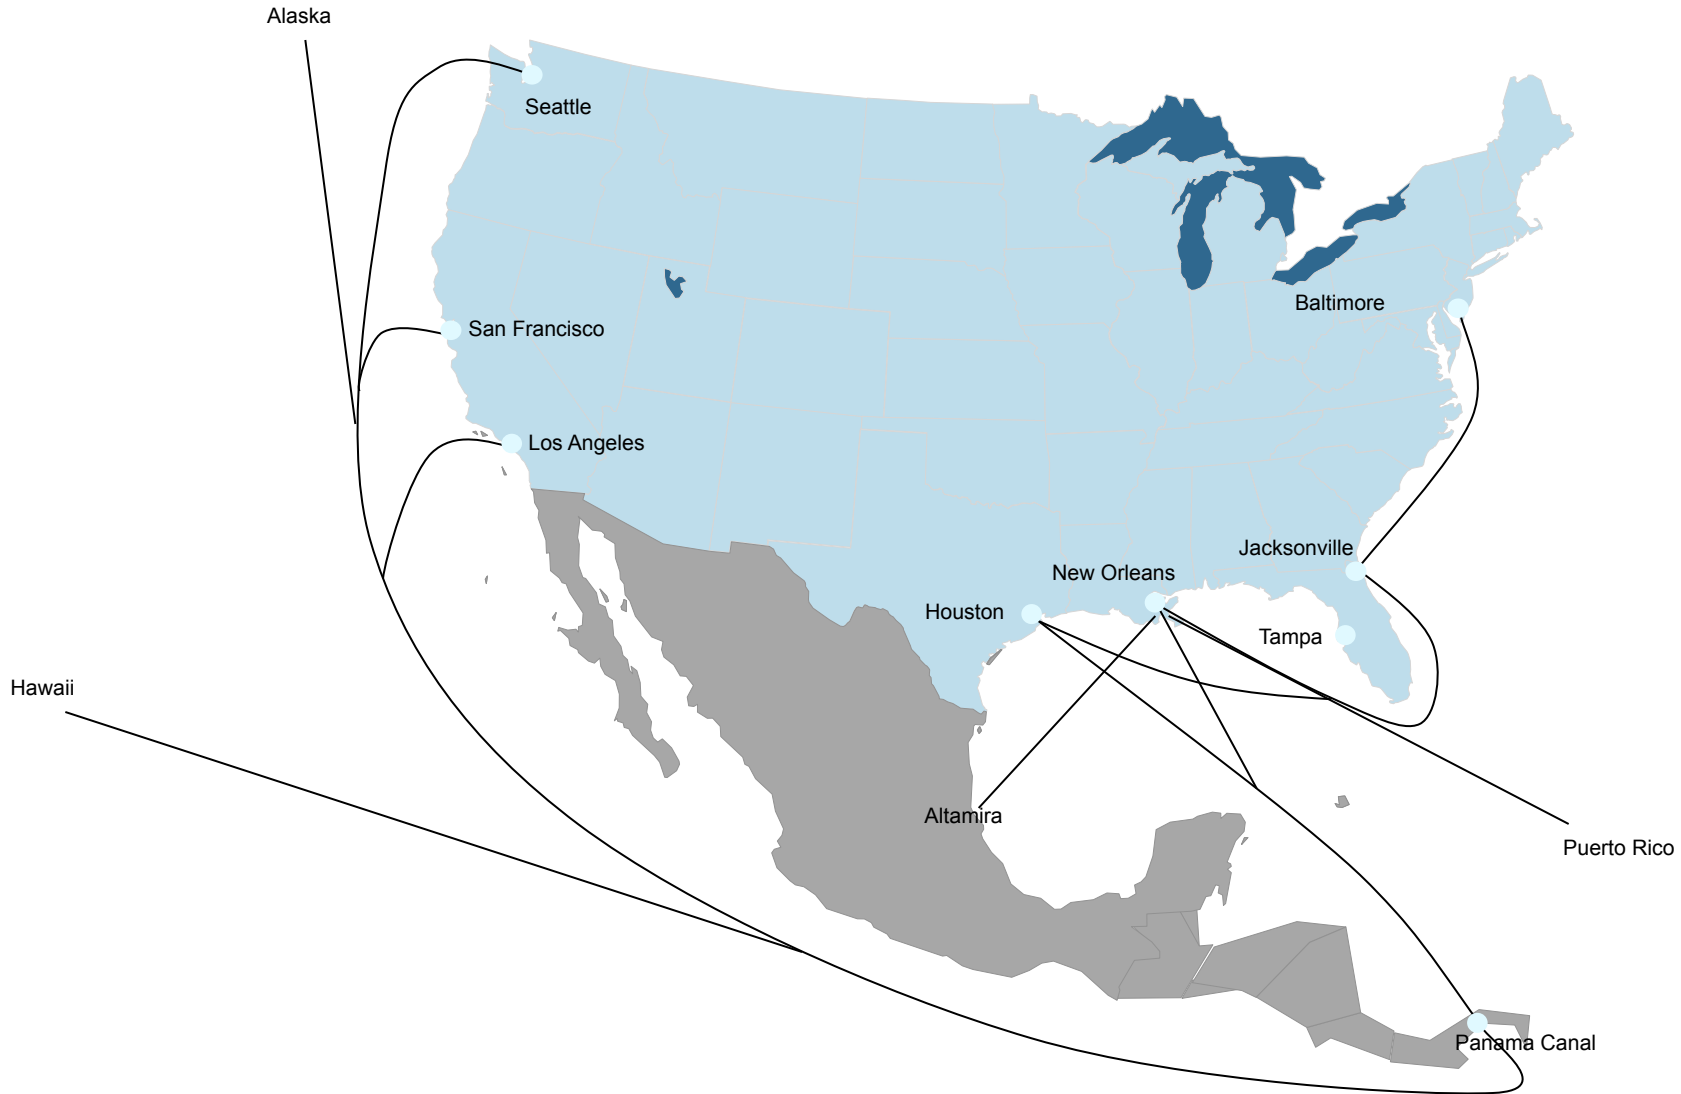 Alaska
Seattle
Baltimore
San Francisco
Los Angeles
Jacksonville
New Orleans
Houston
Tampa
Hawaii
Altamira
Puerto Rico
Panama Canal